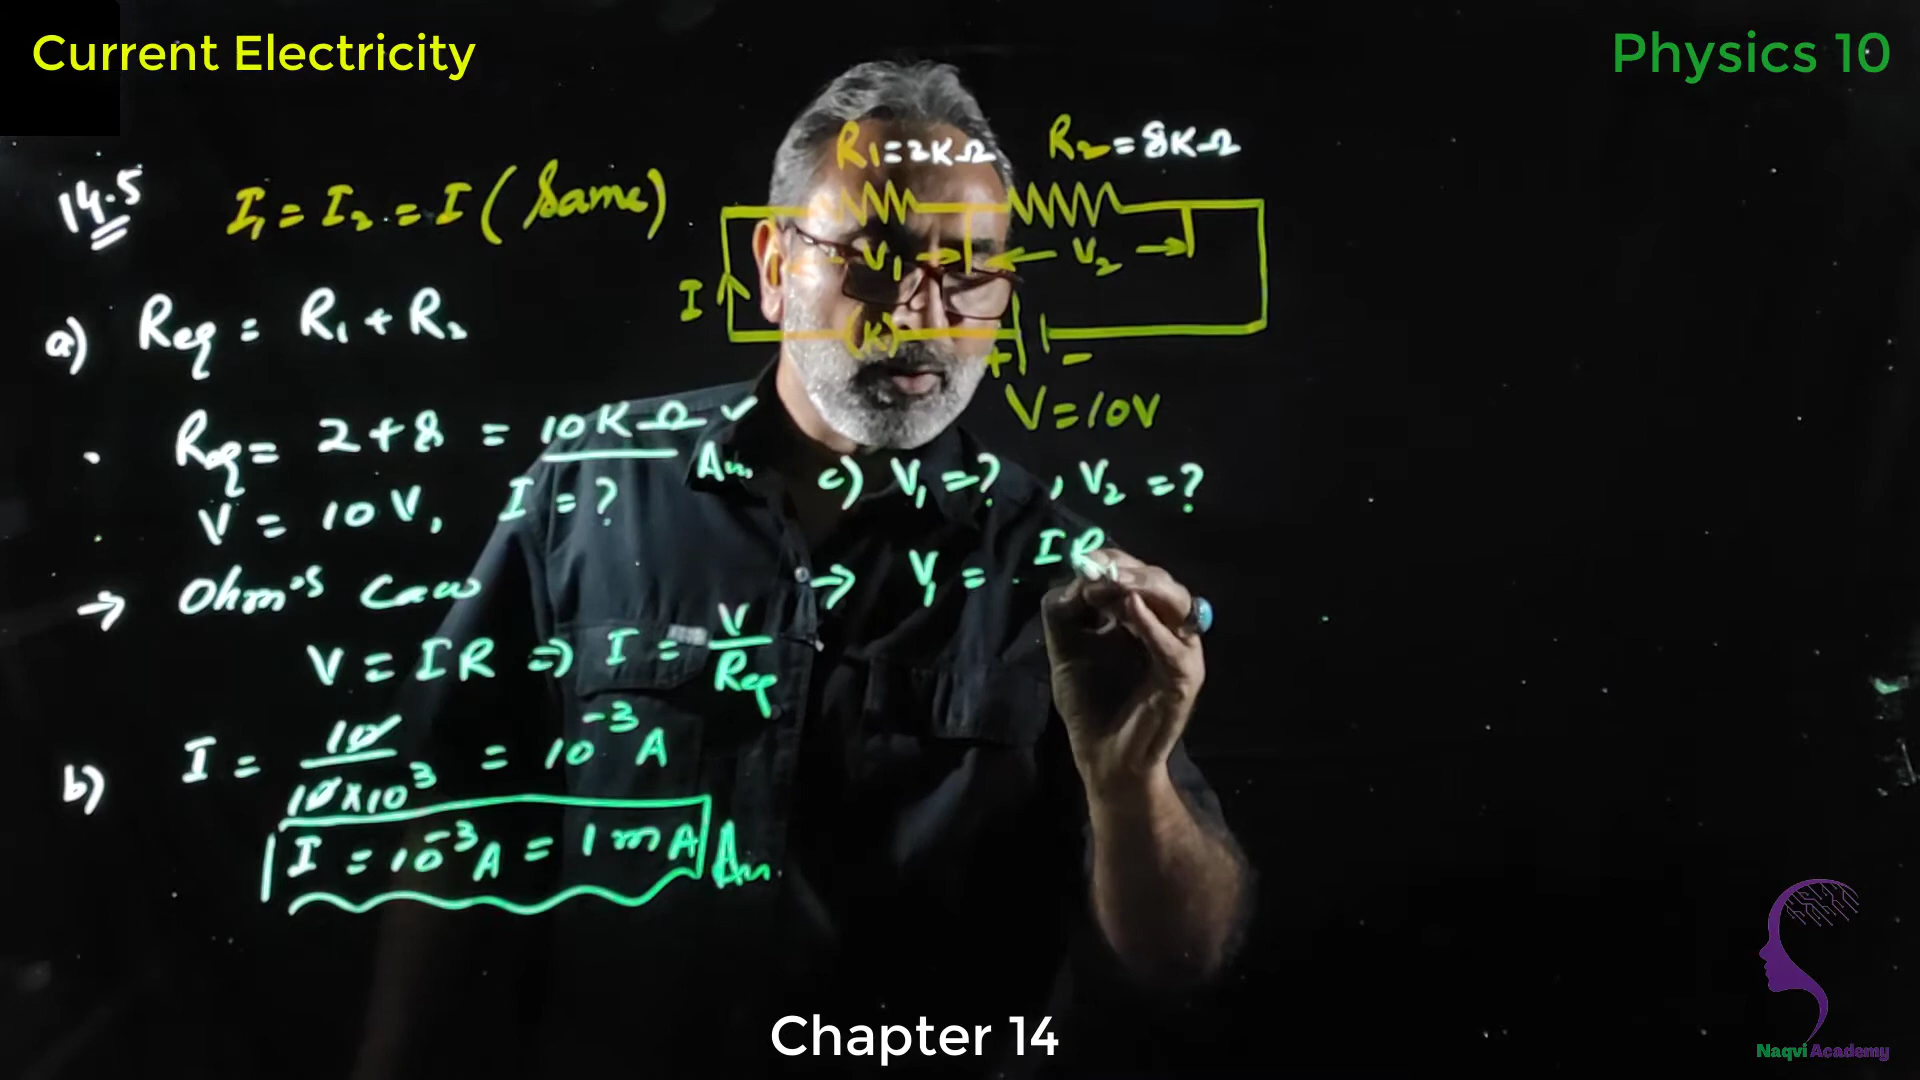 Current Electricity
Physics 10
14.5
I₁ = I₂ = I (Same)
R₁=2KΩ R₂=8KΩ
V₁ V₂
I
(K)
+ -
V=10V
a) Req = R₁ + R₂
Req = 2+8 = 10KΩ ✓ Ans
V = 10V, I = ?
→ Ohm's Law
V = IR ⇒ I = V/Req
b) I = 10/10×10³ = 10⁻³A
I = 10⁻³A = 1mA Ans.
c) V₁=? , V₂=?
→ V₁ = IR₁
Chapter 14
Naqvi Academy